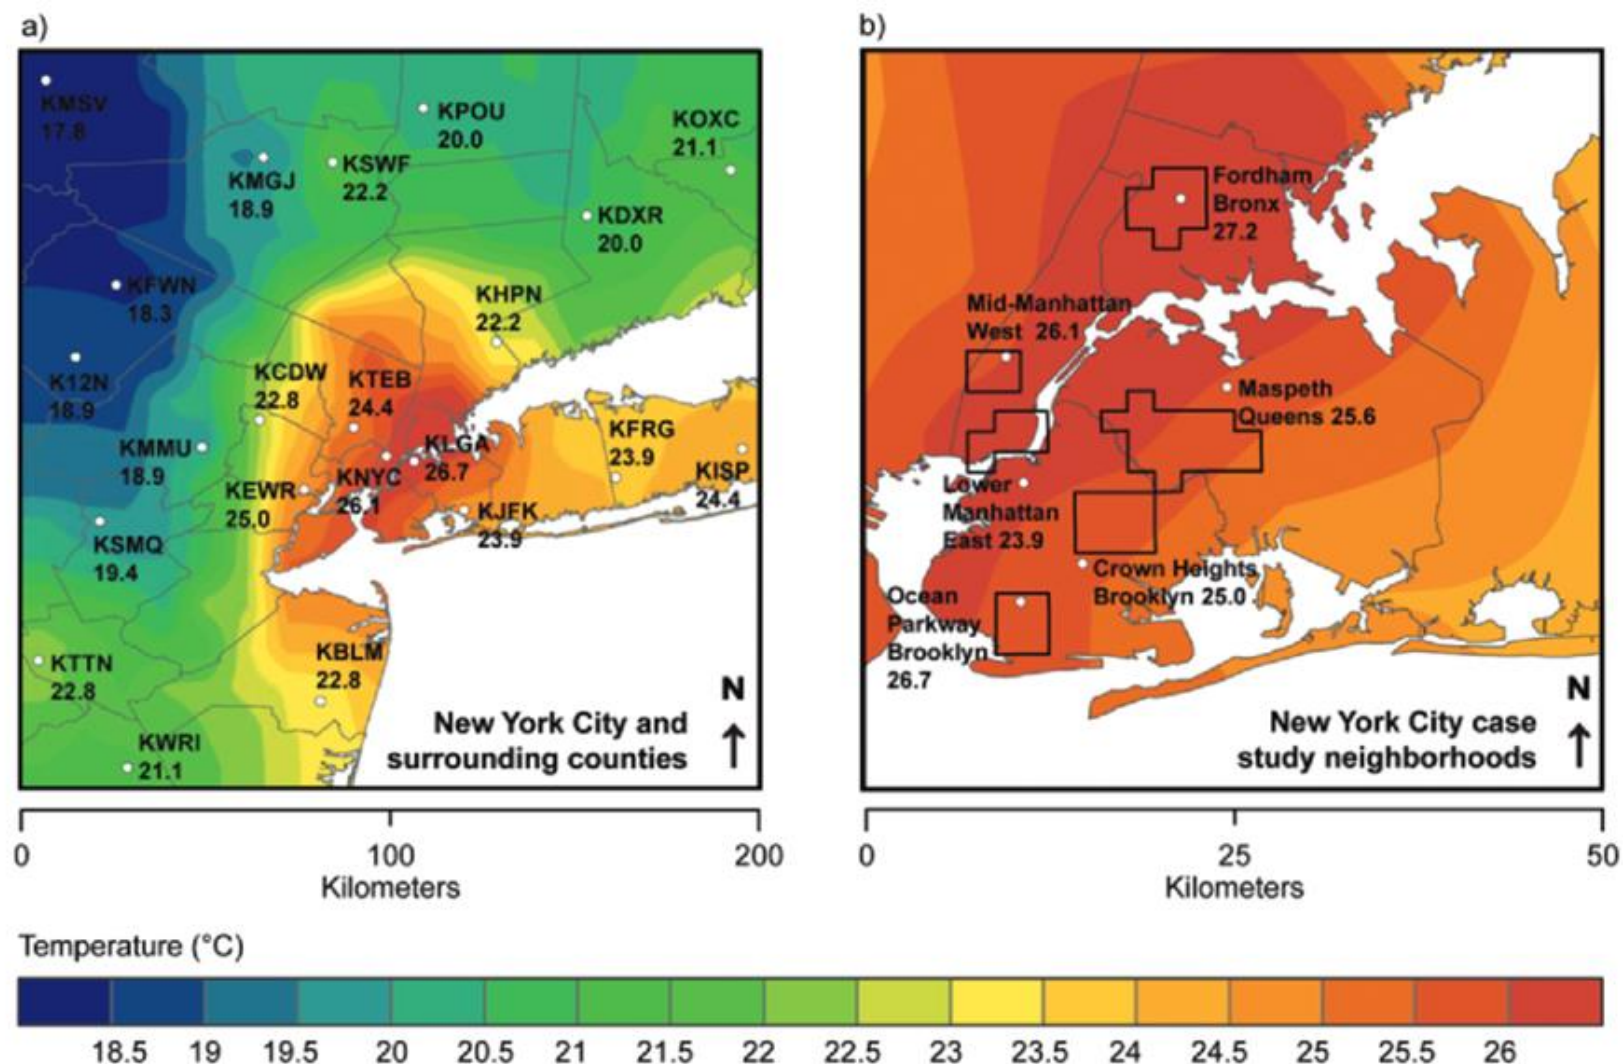 a)
KMSV
17.8
KPOU
20.0
KOXC
21.1
KMGJ
18.9
KSWF
22.2
KDXR
20.0
KFWN
18.3
KHPN
22.2
K12N
18.9
KCDW
22.8
KTEB
24.4
KMMU
18.9
KLGA
26.7
KFRG
23.9
KISP
24.4
KEWR
25.0
KNYC
26.1
KJFK
23.9
KSMQ
19.4
KTTN
22.8
KBLM
22.8
KWRI
21.1
New York City and
surrounding counties
N
0 100 200
Kilometers
b)
Fordham
Bronx
27.2
Mid-Manhattan
West 26.1
Maspeth
Queens 25.6
Lower
Manhattan
East 23.9
Crown Heights
Brooklyn 25.0
Ocean
Parkway
Brooklyn
26.7
New York City case
study neighborhoods
N
0 25 50
Kilometers
Temperature (°C)
18.5 19 19.5 20 20.5 21 21.5 22 22.5 23 23.5 24 24.5 25 25.5 26